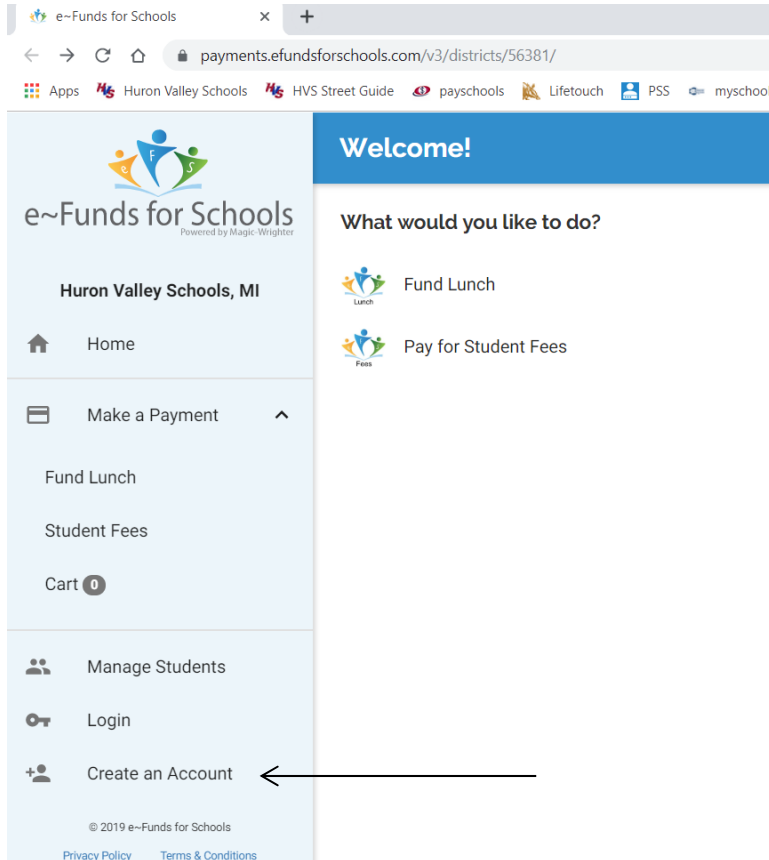 e~Funds for Schools
payments.efundsforschools.com/v3/districts/56381/
Apps Huron Valley Schools HVS Street Guide payschools Lifetouch PSS myschool
e F S
e~Funds for Schools
Powered by Magic-Wrighter
Huron Valley Schools, MI
Home
Make a Payment
Fund Lunch
Student Fees
Cart 0
Manage Students
Login
Create an Account
© 2019 e~Funds for Schools
Privacy Policy Terms & Conditions
Welcome!
What would you like to do?
Lunch
Fund Lunch
Fees
Pay for Student Fees